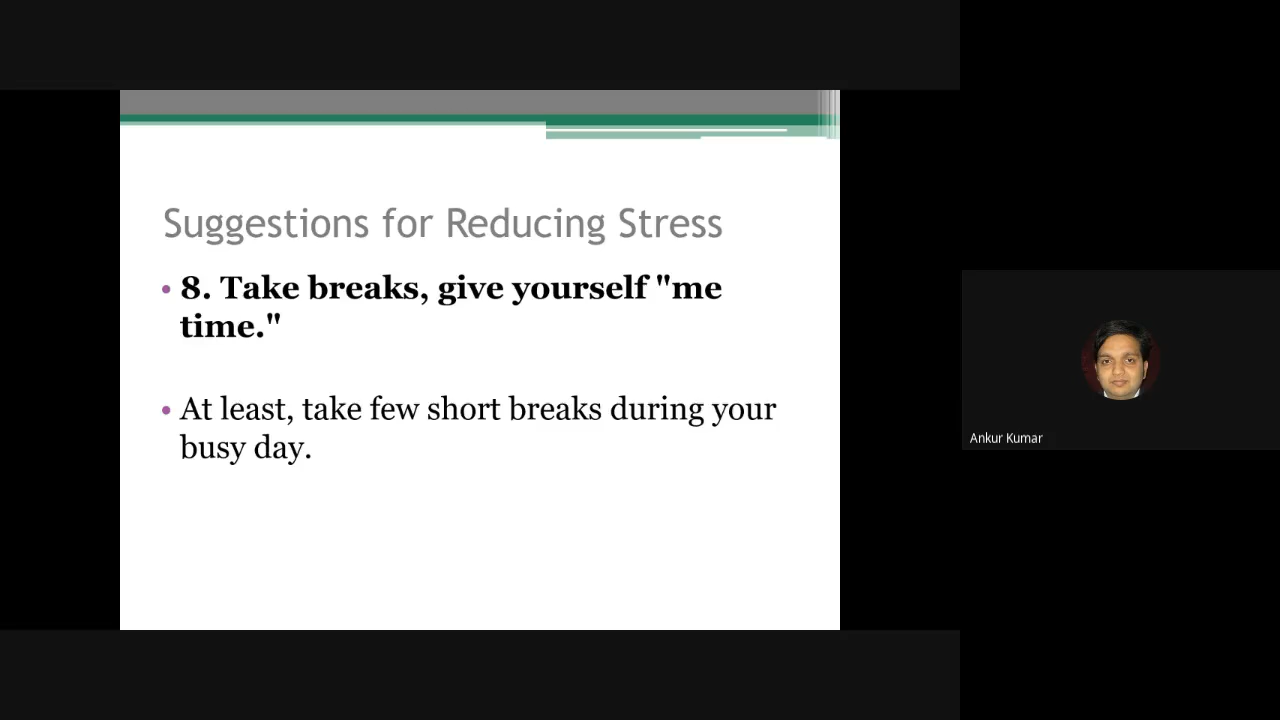 Suggestions for Reducing Stress
• 8. Take breaks, give yourself "me
time."
• At least, take few short breaks during your
busy day.
Ankur Kumar